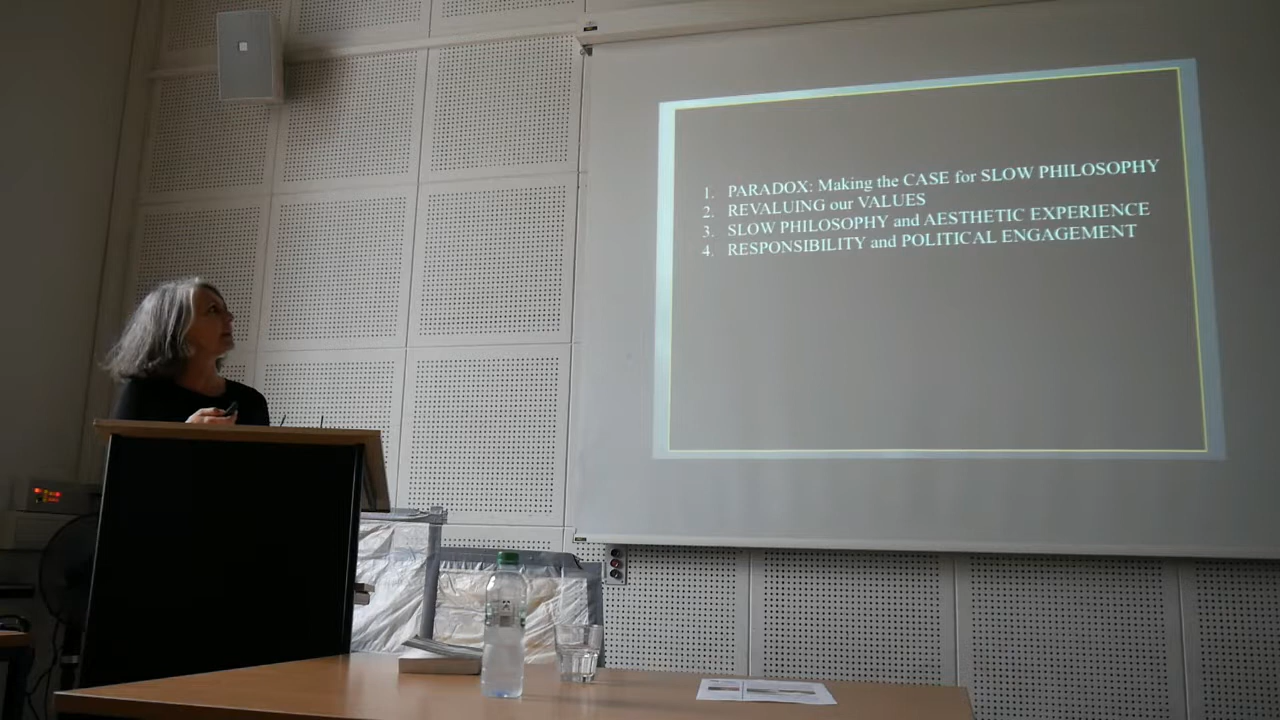 1. PARADOX: Making the CASE for SLOW PHILOSOPHY
2. REVALUING our VALUES
3. SLOW PHILOSOPHY and AESTHETIC EXPERIENCE
4. RESPONSIBILITY and POLITICAL ENGAGEMENT